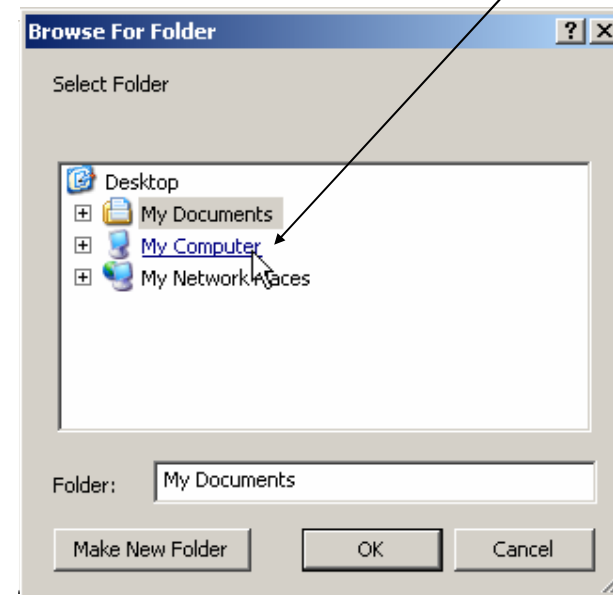 Browse For Folder
Select Folder
Desktop
My Documents
My Computer
My Network Places
Folder: My Documents
Make New Folder OK Cancel